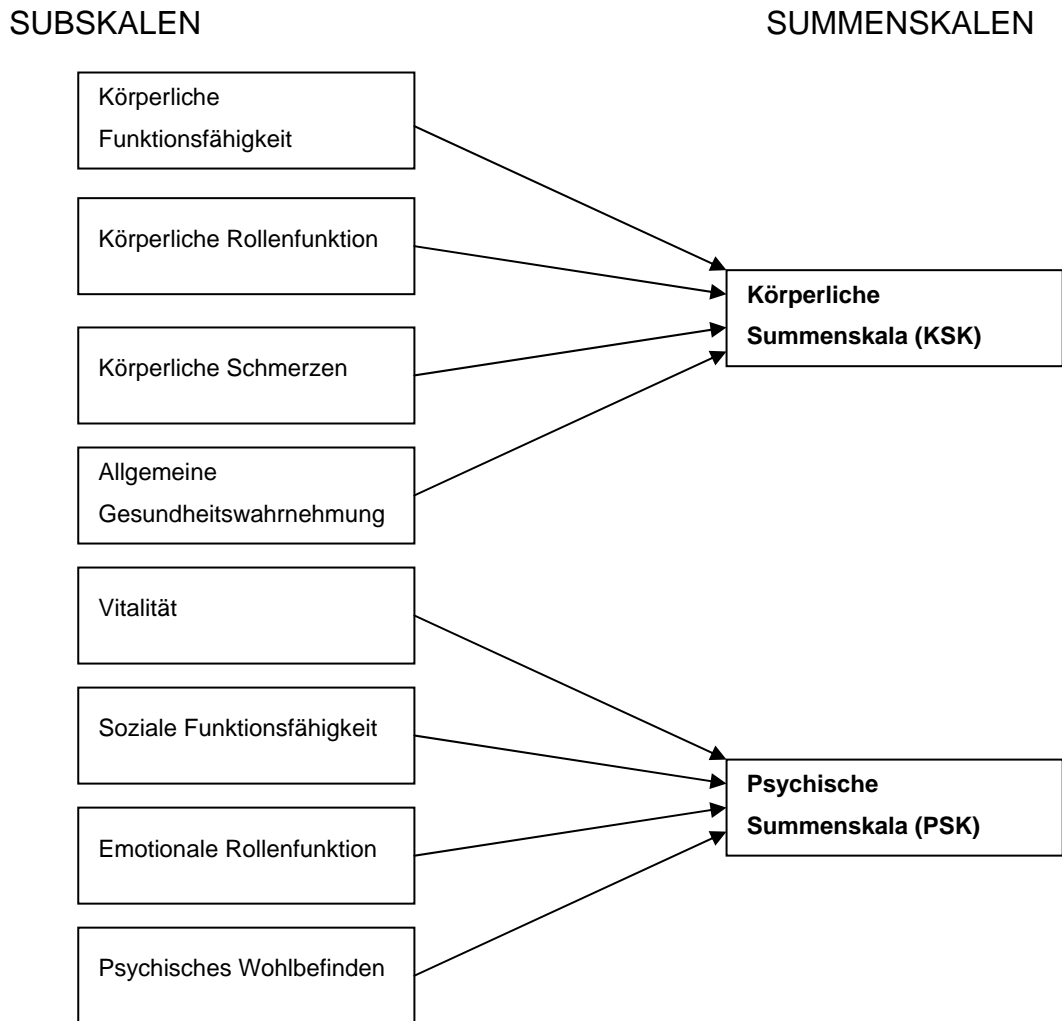 SUBSKALEN
SUMMENSKALEN
Körperliche
Funktionsfähigkeit
Körperliche Rollenfunktion
Körperliche Schmerzen
Allgemeine
Gesundheitswahrnehmung
Vitalität
Soziale Funktionsfähigkeit
Emotionale Rollenfunktion
Psychisches Wohlbefinden
Körperliche
Summenskala (KSK)
Psychische
Summenskala (PSK)